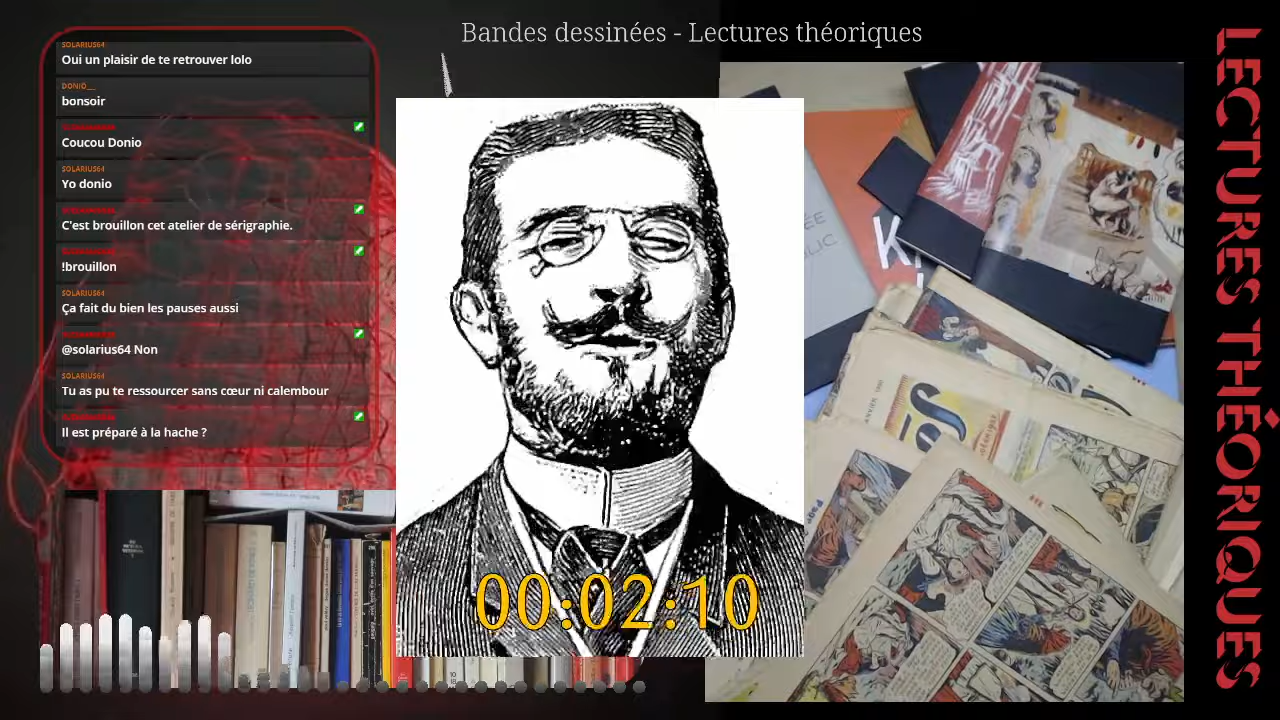 Bandes dessinées - Lectures théoriques
SOLARIUS64
Oui un plaisir de te retrouver lolo
DONIO__
bonsoir
Coucou Donio
SOLARIUS64
Yo donio
C'est brouillon cet atelier de sérigraphie.
!brouillon
SOLARIUS64
Ça fait du bien les pauses aussi
@solarius64 Non
SOLARIUS64
Tu as pu te ressourcer sans cœur ni calembour
Il est préparé à la hache ?
00:02:10
LECTURES THÉORIQUES